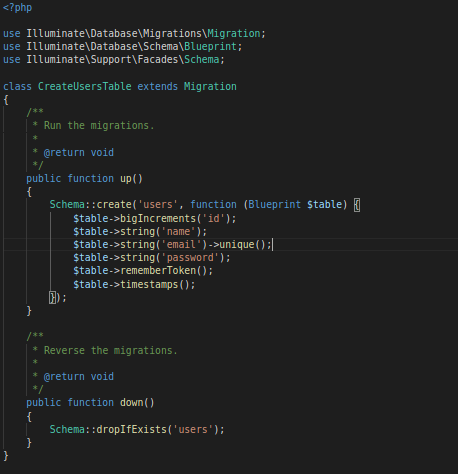 <?php
use Illuminate\Database\Migrations\Migration;
use Illuminate\Database\Schema\Blueprint;
use Illuminate\Support\Facades\Schema;
class CreateUsersTable extends Migration
{
    /**
     * Run the migrations.
     *
     * @return void
     */
    public function up()
    {
        Schema::create('users', function (Blueprint $table) {
            $table->bigIncrements('id');
            $table->string('name');
            $table->string('email')->unique();
            $table->string('password');
            $table->rememberToken();
            $table->timestamps();
        });
    }
    /**
     * Reverse the migrations.
     *
     * @return void
     */
    public function down()
    {
        Schema::dropIfExists('users');
    }
}